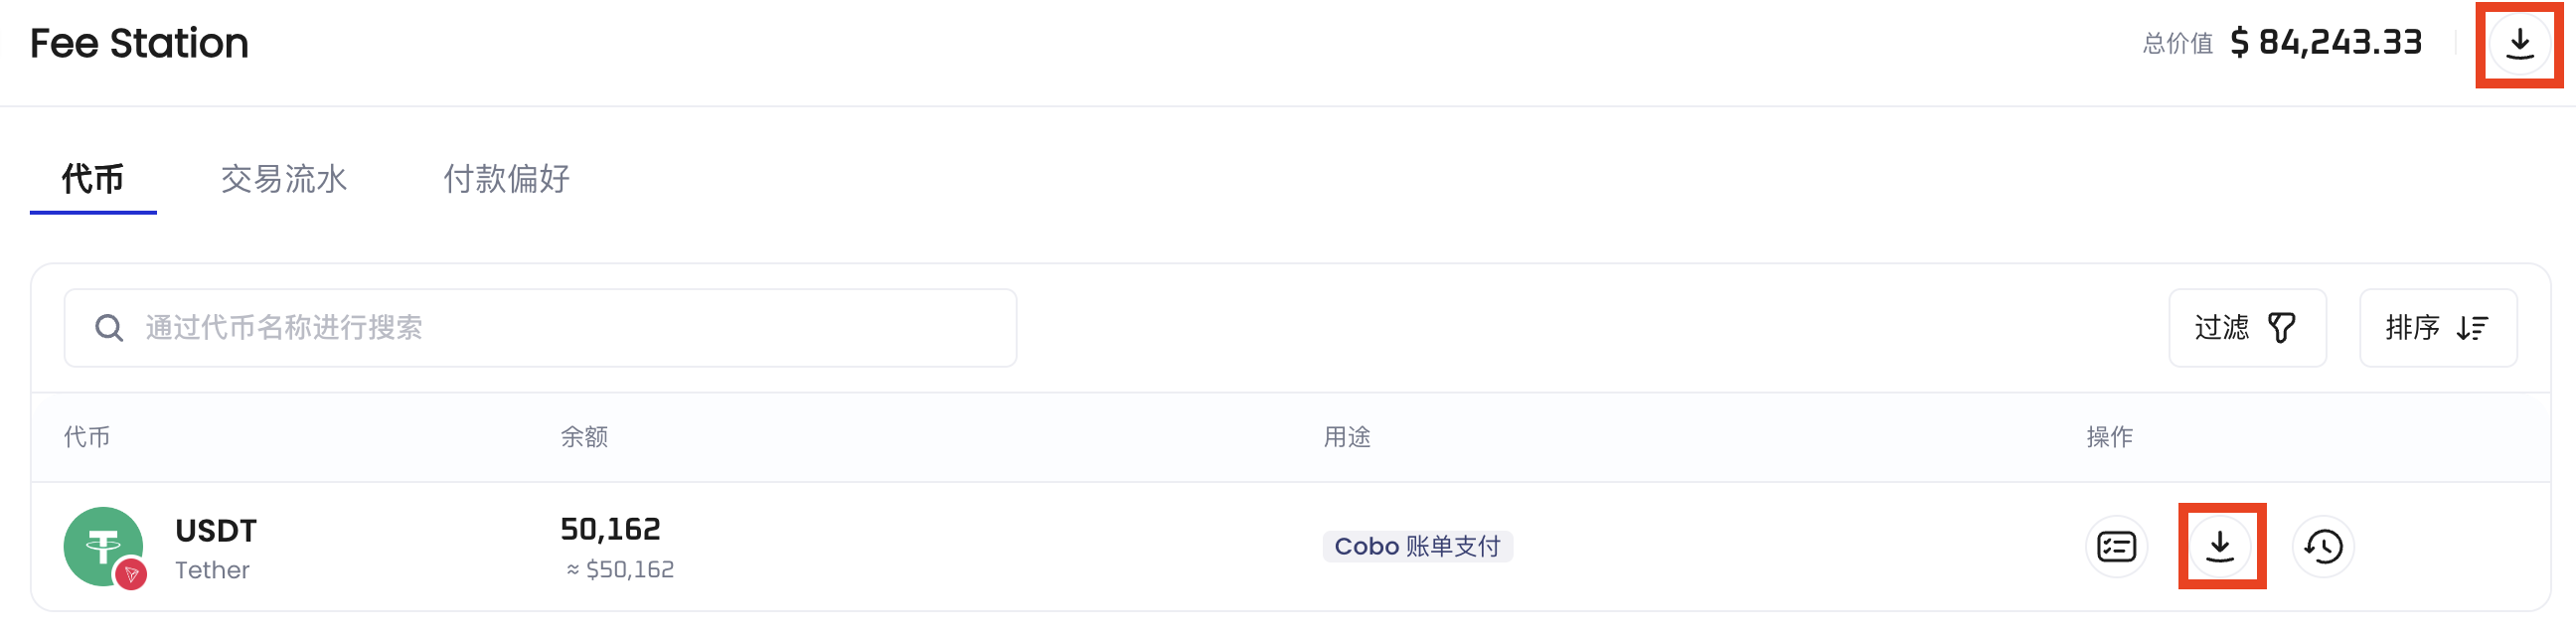 Fee Station
总价值 $ 84,243.33
代币 交易流水 付款偏好
通过代币名称进行搜索 过滤 排序
代币 余额 用途 操作
USDT 50,162 Cobo 账单支付
Tether ≈ $50,162